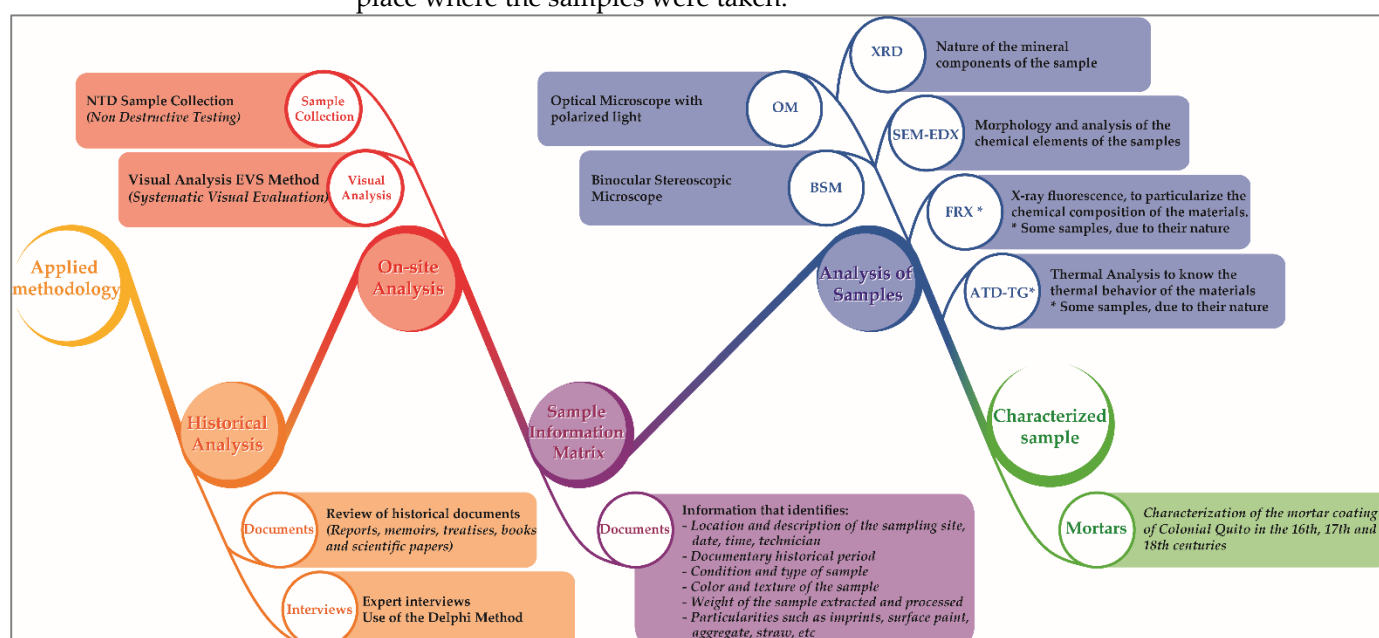 place where the samples were taken.
Applied
methodology
Historical
Analysis
Documents
Review of historical documents
(Reports, memoirs, treatises, books
and scientific papers)
Interviews
Expert interviews
Use of the Delphi Method
On-site
Analysis
NTD Sample Collection
(Non Destructive Testing)
Sample
Collection
Visual Analysis EVS Method
(Systematic Visual Evaluation)
Visual
Analysis
Sample
Information
Matrix
Documents
Information that identifies:
- Location and description of the sampling site,
date, time, technician
- Documentary historical period
- Condition and type of sample
- Color and texture of the sample
- Weight of the sample extracted and processed
- Particularities such as imprints, surface paint,
aggregate, straw, etc
Analysis of
Samples
Optical Microscope with
polarized light
OM
Binocular Stereoscopic
Microscope
BSM
XRD
Nature of the mineral
components of the sample
SEM-EDX
Morphology and analysis of the
chemical elements of the samples
FRX *
X-ray fluorescence, to particularize the
chemical composition of the materials.
* Some samples, due to their nature
ATD-TG*
Thermal Analysis to know the
thermal behavior of the materials
* Some samples, due to their nature
Characterized
sample
Mortars
Characterization of the mortar coating
of Colonial Quito in the 16th, 17th and
18th centuries